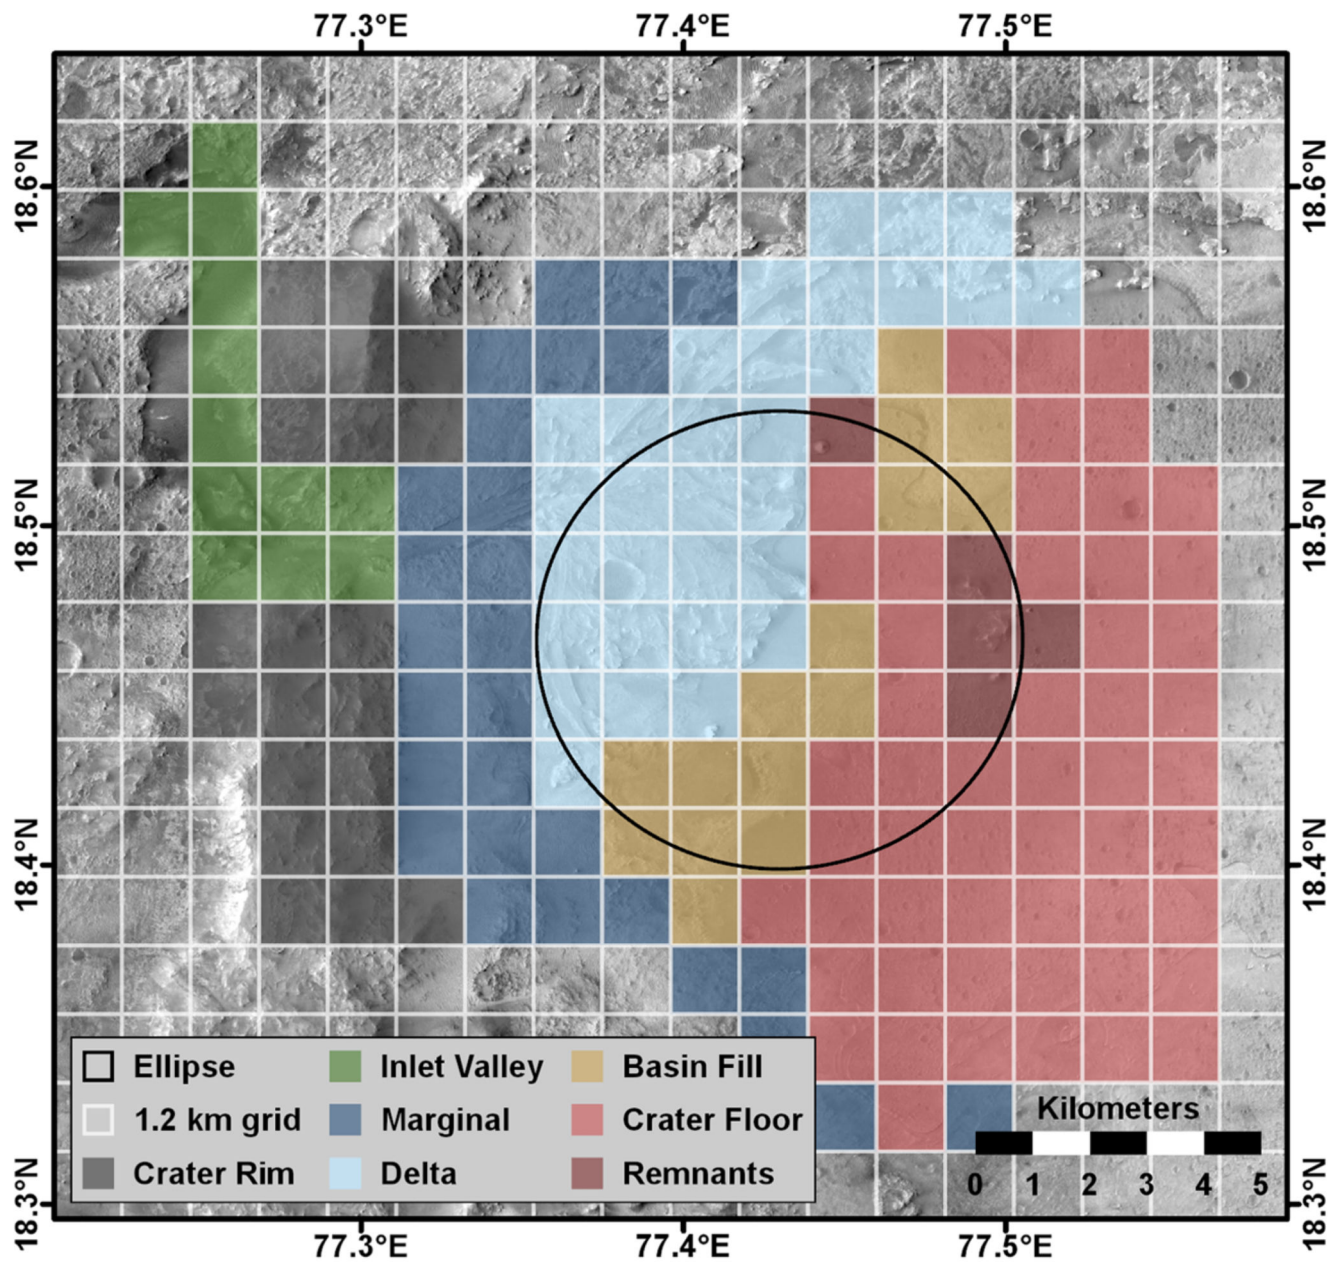 77.3°E 77.4°E 77.5°E
18.6°N 18.6°N
18.5°N 18.5°N
18.4°N 18.4°N
18.3°N 18.3°N
Ellipse Inlet Valley Basin Fill
1.2 km grid Marginal Crater Floor
Crater Rim Delta Remnants
Kilometers
0 1 2 3 4 5
77.3°E 77.4°E 77.5°E